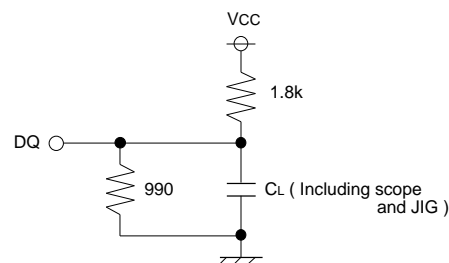 VCC
1.8k
DQ
990
CL ( Including scope
and JIG )